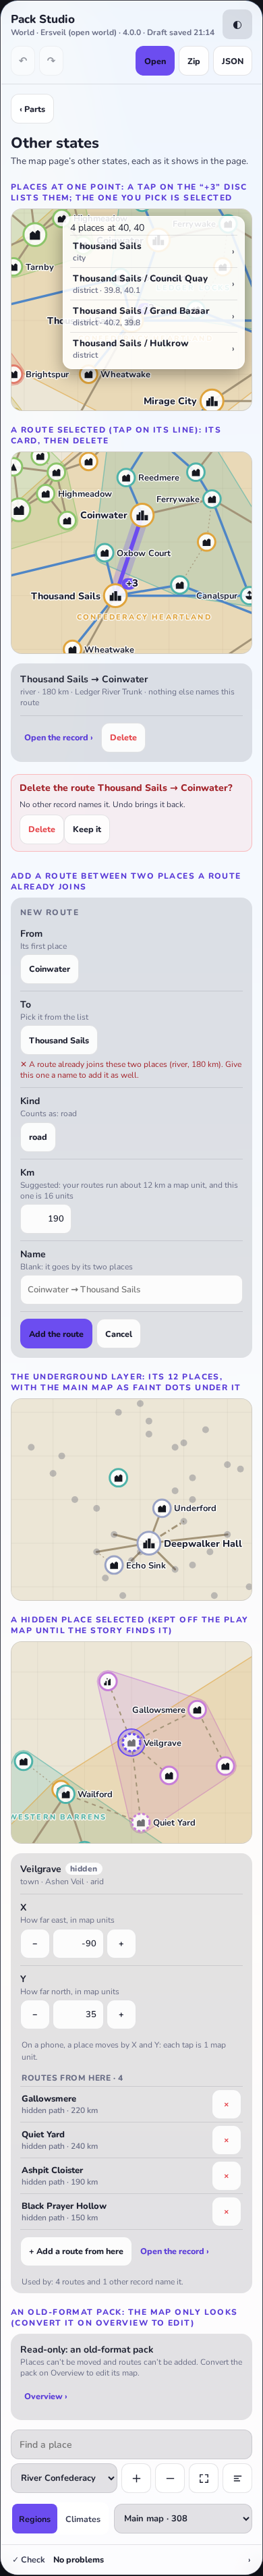 Pack Studio
World · Ersveil (open world) · 4.0.0 · Draft saved 21:14
Open
Zip
JSON
‹ Parts
Other states
The map page's other states, each as it shows on the page.
PLACES AT ONE POINT: A TAP ON THE "+3" DISC
LISTS THEM; THE ONE YOU PICK IS SELECTED
4 places at 40, 40
Ferrywake
Thousand Sails
city
Tarnby
Thousand Sails / Council Quay
district · 39.8, 40.1
Thousand Sails / Grand Bazaar
district · 40.2, 39.8
Thousand Sails / Hulkrow
district
Brightspur
Wheatwake
Mirage City
A ROUTE SELECTED (TAP ON ITS LINE): ITS
CARD, THEN DELETE
Reedmere
Highmeadow
Ferrywake
Coinwater
Oxbow Court
+3
Thousand Sails
Canalspur
CONFEDERACY HEARTLAND
Wheatwake
Thousand Sails → Coinwater
river · 180 km · Ledger River Trunk · nothing else names this
route
Open the record ›
Delete
Delete the route Thousand Sails → Coinwater?
No other record names it. Undo brings it back.
Delete
Keep it
ADD A ROUTE BETWEEN TWO PLACES A ROUTE
ALREADY JOINS
NEW ROUTE
From
Its first place
Coinwater
To
Pick it from the list
Thousand Sails
✕ A route already joins these two places (river, 180 km). Give
this one a name to add it as well.
Kind
Counts as: road
road
Km
Suggested: your routes run about 12 km a map unit, and this
one is 16 units
190
Name
Blank: it goes by its two places
Coinwater → Thousand Sails
Add the route
Cancel
THE UNDERGROUND LAYER: ITS 12 PLACES,
WITH THE MAIN MAP AS FAINT DOTS UNDER IT
Underford
Deepwalker Hall
Echo Sink
A HIDDEN PLACE SELECTED (KEPT OFF THE PLAY
MAP UNTIL THE STORY FINDS IT)
Gallowsmere
Veilgrave
Wailford
WESTERN BARRENS
Quiet Yard
Veilgrave hidden
town · Ashen Veil · arid
X
How far east, in map units
− -90 +
Y
How far north, in map units
− 35 +
On a phone, a place moves by X and Y: each tap is 1 map
unit.
ROUTES FROM HERE · 4
Gallowsmere
hidden path · 220 km
×
Quiet Yard
hidden path · 240 km
×
Ashpit Cloister
hidden path · 190 km
×
Black Prayer Hollow
hidden path · 150 km
×
+ Add a route from here
Open the record ›
Used by: 4 routes and 1 other record name it.
AN OLD-FORMAT PACK: THE MAP ONLY LOOKS
(CONVERT IT ON OVERVIEW TO EDIT)
Read-only: an old-format pack
Places can't be moved and routes can't be added. Convert the
pack on Overview to edit its map.
Overview ›
Find a place
River Confederacy
Regions
Climates
Main map · 308
✓ Check No problems ›